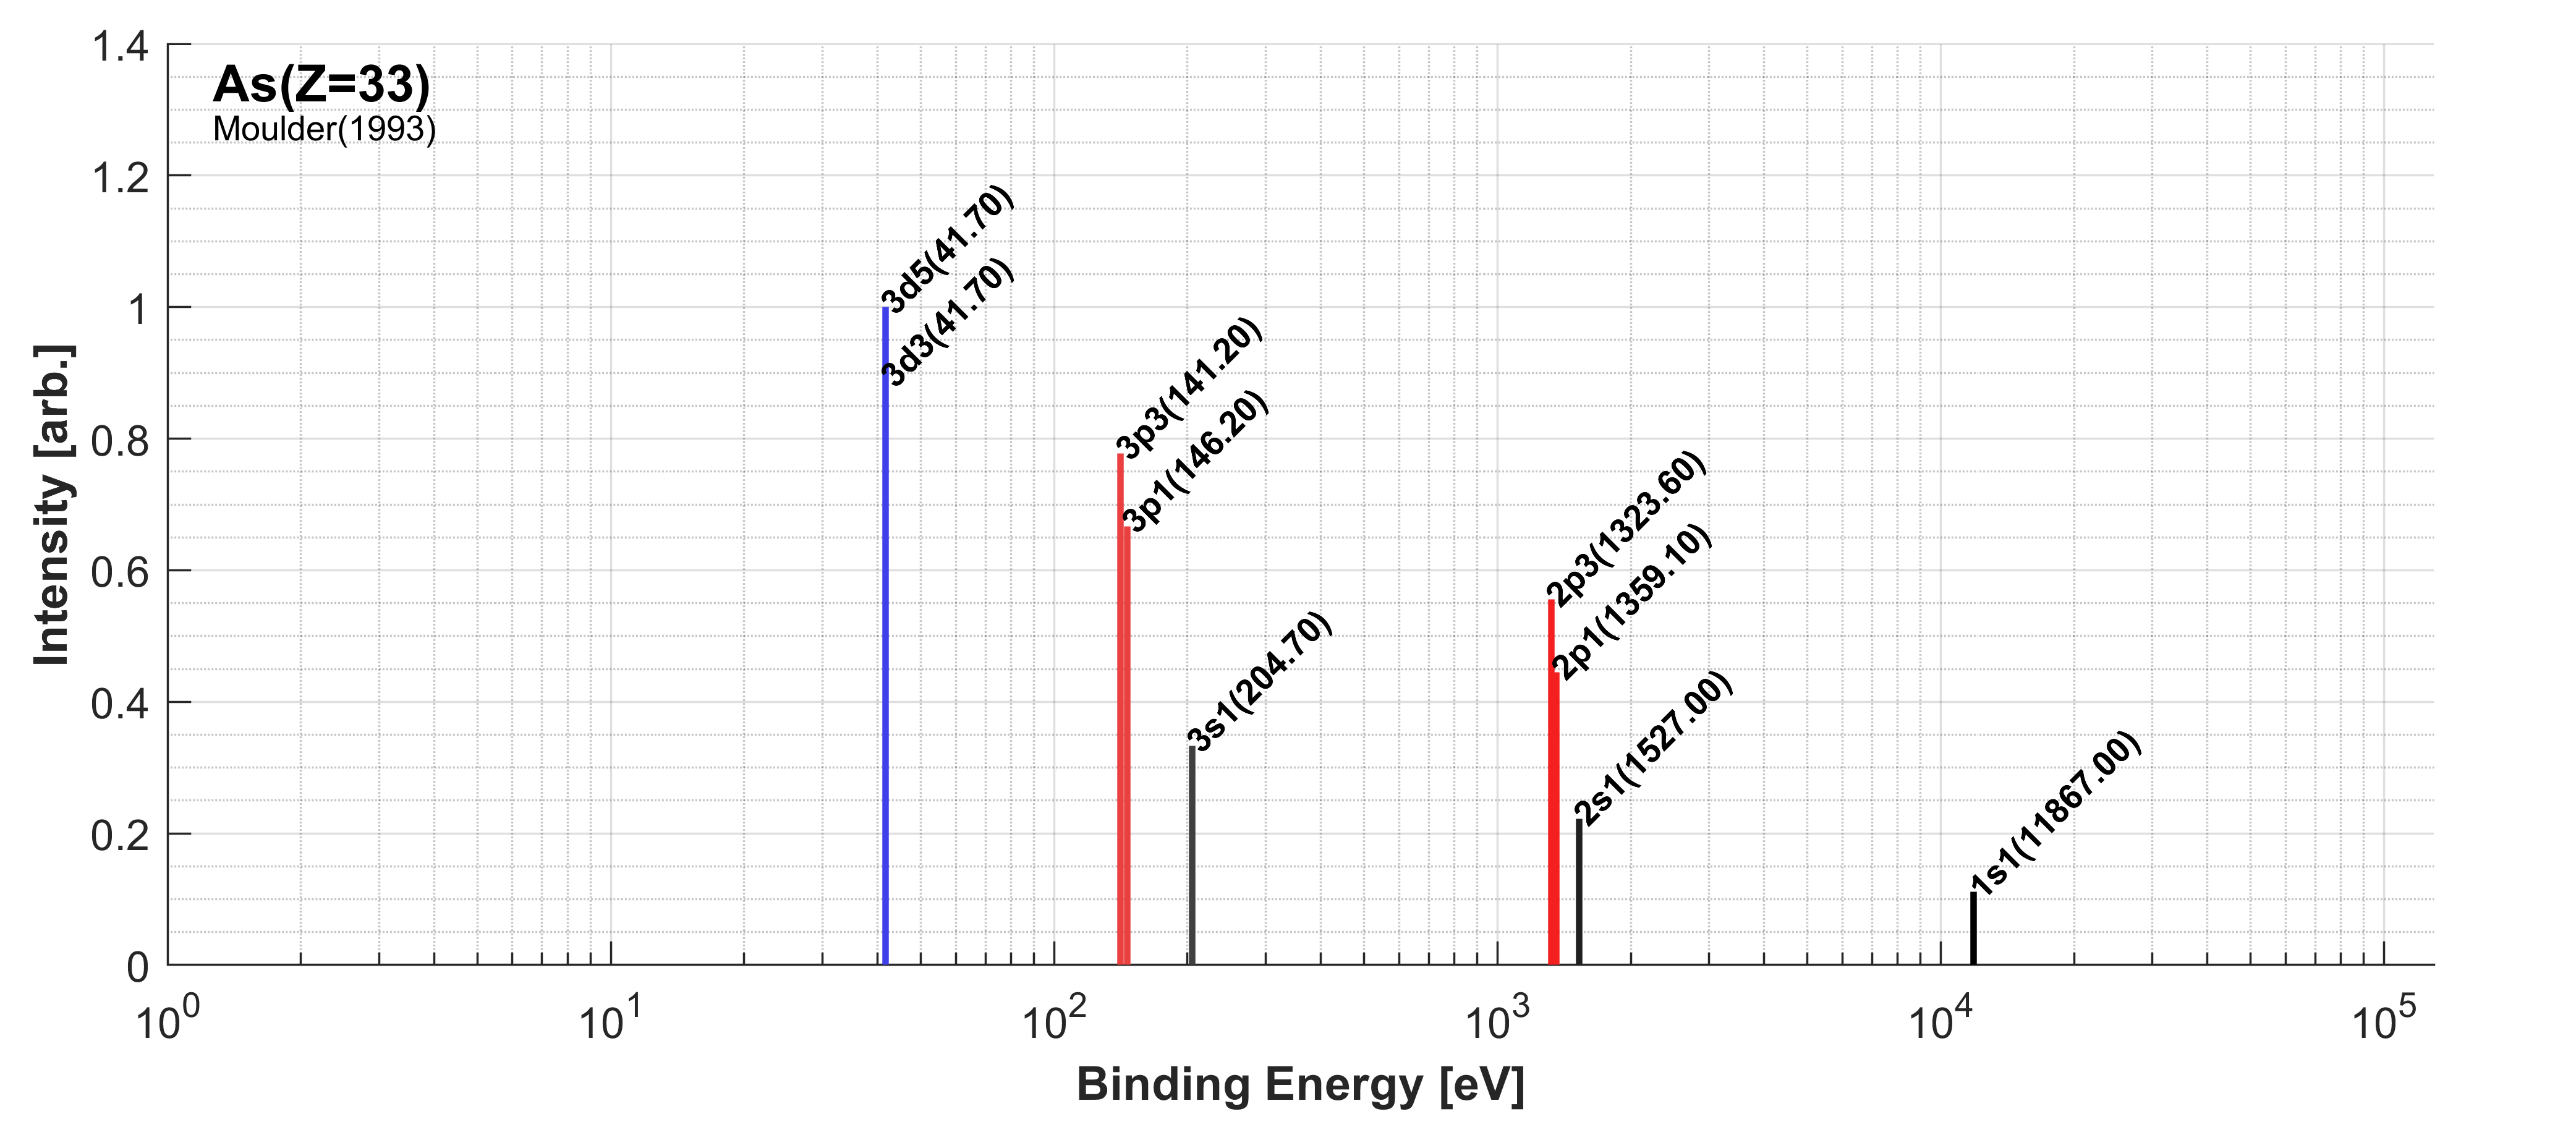 As(Z=33)
Moulder(1993)
1.4
1.2
1
0.8
0.6
0.4
0.2
0
Intensity [arb.]
3d5(41.70)
3d3(41.70)
3p3(141.20)
3p1(146.20)
3s1(204.70)
2p3(1323.60)
2p1(1359.10)
2s1(1527.00)
1s1(11867.00)
10^0 10^1 10^2 10^3 10^4 10^5
Binding Energy [eV]